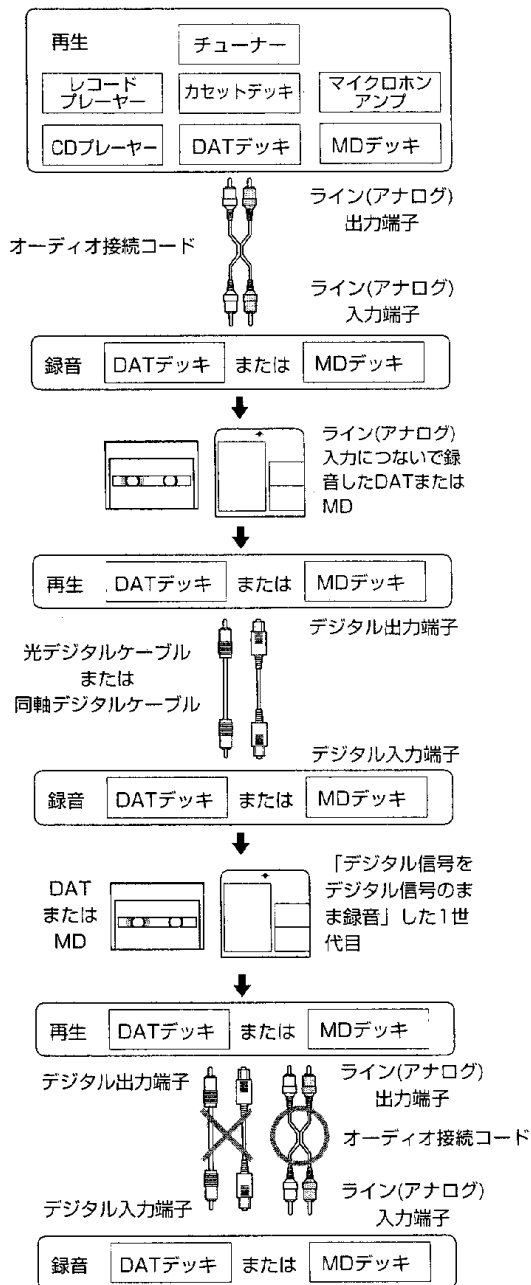 再生
チューナー
レコード
プレーヤー
カセットデッキ
マイクロホン
アンプ
CDプレーヤー
DATデッキ
MDデッキ
ライン(アナログ)
出力端子
オーディオ接続コード
ライン(アナログ)
入力端子
録音 DATデッキ または MDデッキ
ライン(アナログ)
入力につないで録
音したDATまたは
MD
再生 DATデッキ または MDデッキ
デジタル出力端子
光デジタルケーブル
または
同軸デジタルケーブル
デジタル入力端子
録音 DATデッキ または MDデッキ
DAT
または
MD
「デジタル信号を
デジタル信号のま
ま録音」した1世
代目
再生 DATデッキ または MDデッキ
デジタル出力端子
ライン(アナログ)
出力端子
オーディオ接続コード
デジタル入力端子
ライン(アナログ)
入力端子
録音 DATデッキ または MDデッキ